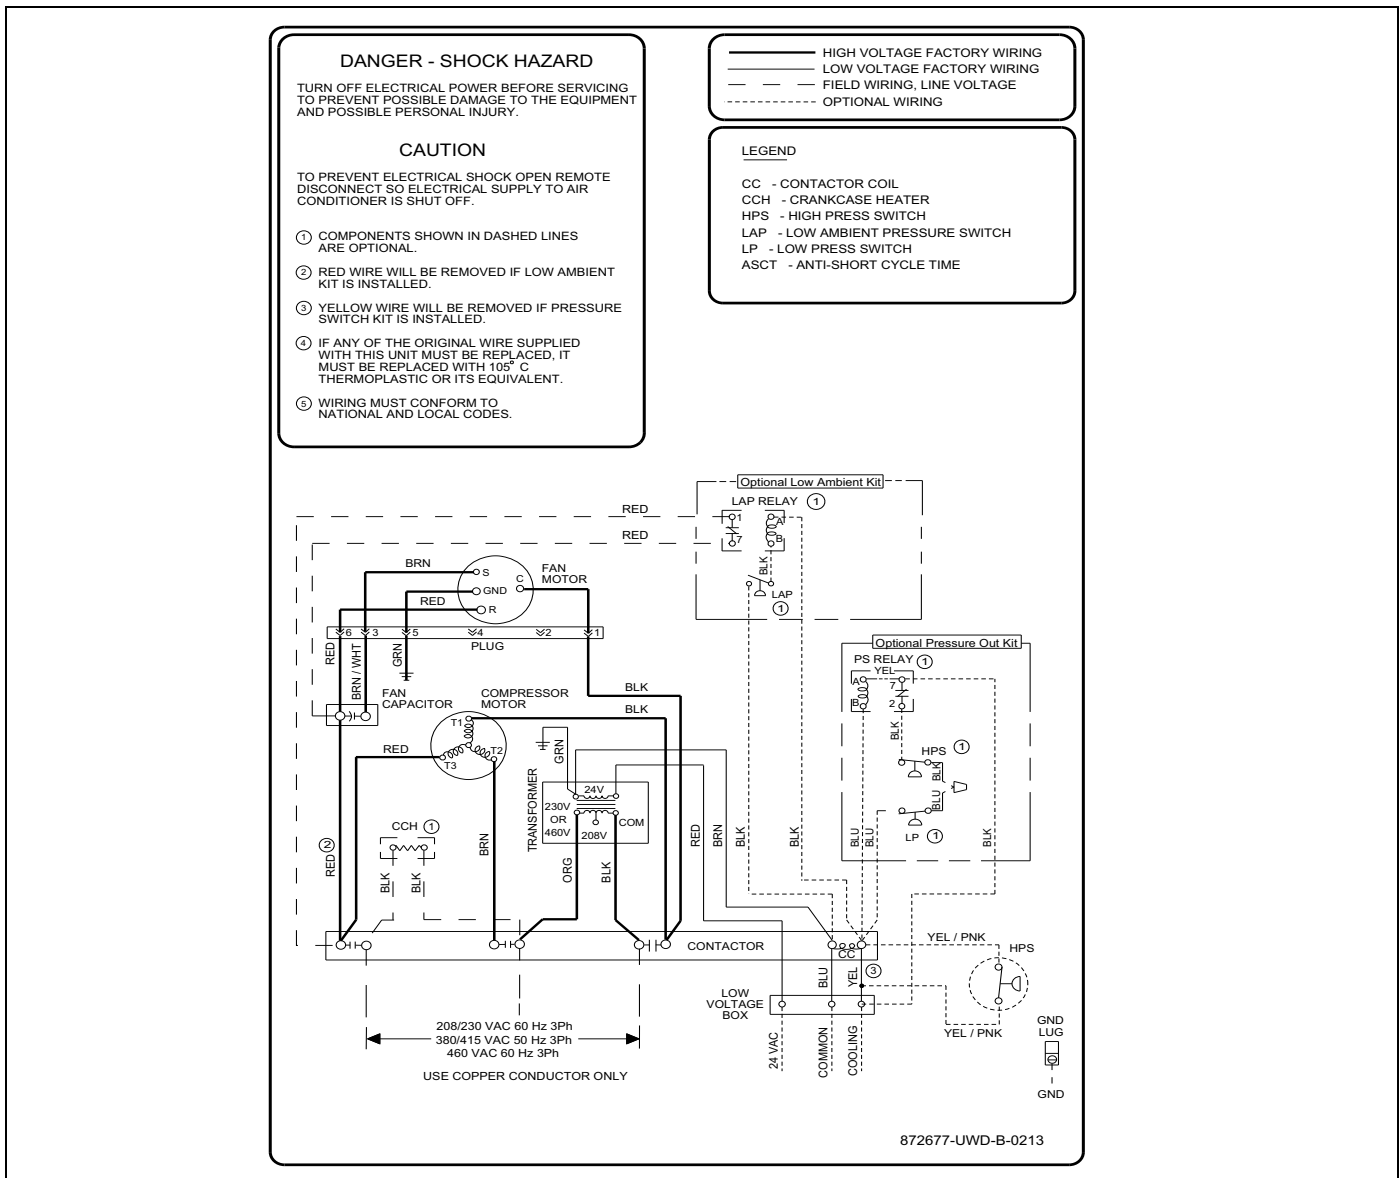 DANGER - SHOCK HAZARD
TURN OFF ELECTRICAL POWER BEFORE SERVICING
TO PREVENT POSSIBLE DAMAGE TO THE EQUIPMENT
AND POSSIBLE PERSONAL INJURY.
CAUTION
TO PREVENT ELECTRICAL SHOCK OPEN REMOTE
DISCONNECT SO ELECTRICAL SUPPLY TO AIR
CONDITIONER IS SHUT OFF.
1 COMPONENTS SHOWN IN DASHED LINES
ARE OPTIONAL.
2 RED WIRE WILL BE REMOVED IF LOW AMBIENT
KIT IS INSTALLED.
3 YELLOW WIRE WILL BE REMOVED IF PRESSURE
SWITCH KIT IS INSTALLED.
4 IF ANY OF THE ORIGINAL WIRE SUPPLIED
WITH THIS UNIT MUST BE REPLACED, IT
MUST BE REPLACED WITH 105° C
THERMOPLASTIC OR ITS EQUIVALENT.
5 WIRING MUST CONFORM TO
NATIONAL AND LOCAL CODES.
HIGH VOLTAGE FACTORY WIRING
LOW VOLTAGE FACTORY WIRING
FIELD WIRING, LINE VOLTAGE
OPTIONAL WIRING
LEGEND
CC - CONTACTOR COIL
CCH - CRANKCASE HEATER
HPS - HIGH PRESS SWITCH
LAP - LOW AMBIENT PRESSURE SWITCH
LP - LOW PRESS SWITCH
ASCT - ANTI-SHORT CYCLE TIME
Optional Low Ambient Kit
LAP RELAY 1
1
7
A
B
BLK
LAP
1
RED
RED
BRN
RED
S
GND
R
C
FAN
MOTOR
6
3
5
4
2
1
PLUG
RED
BRN / WHT
GRN
FAN
CAPACITOR
COMPRESSOR
MOTOR
T1
T2
T3
BLK
BLK
RED
Optional Pressure Out Kit
PS RELAY 1
YEL
A
B
7
2
BLK
HPS 1
BLK
BLU
LP 1
GRN
TRANSFORMER
24V
230V
OR
460V
208V
COM
CCH 1
2
RED
BLK
BLK
BRN
ORG
BLK
RED
BRN
BLK
BLK
BLU
BLU
BLK
CONTACTOR
CC
YEL / PNK
HPS
BLU
YEL
3
LOW
VOLTAGE
BOX
YEL / PNK
24 VAC
COMMON
COOLING
GND
LUG
GND
208/230 VAC 60 Hz 3Ph
380/415 VAC 50 Hz 3Ph
460 VAC 60 Hz 3Ph
USE COPPER CONDUCTOR ONLY
872677-UWD-B-0213